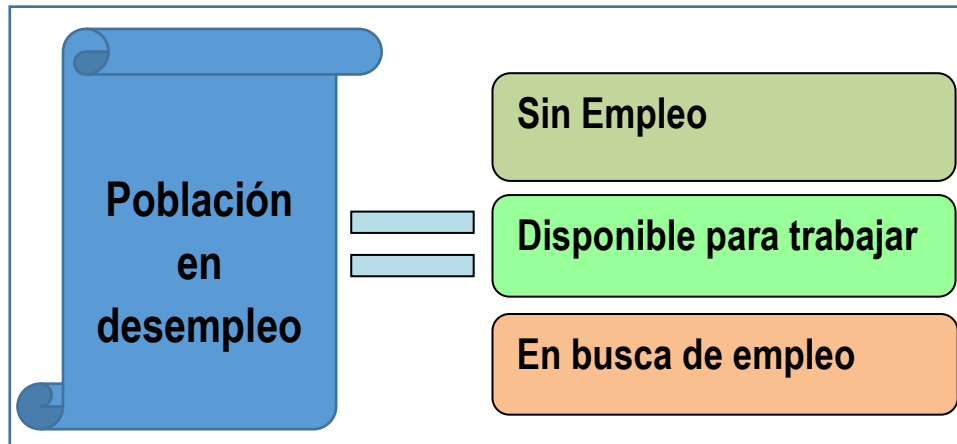 Población
en
desempleo
Sin Empleo
Disponible para trabajar
En busca de empleo